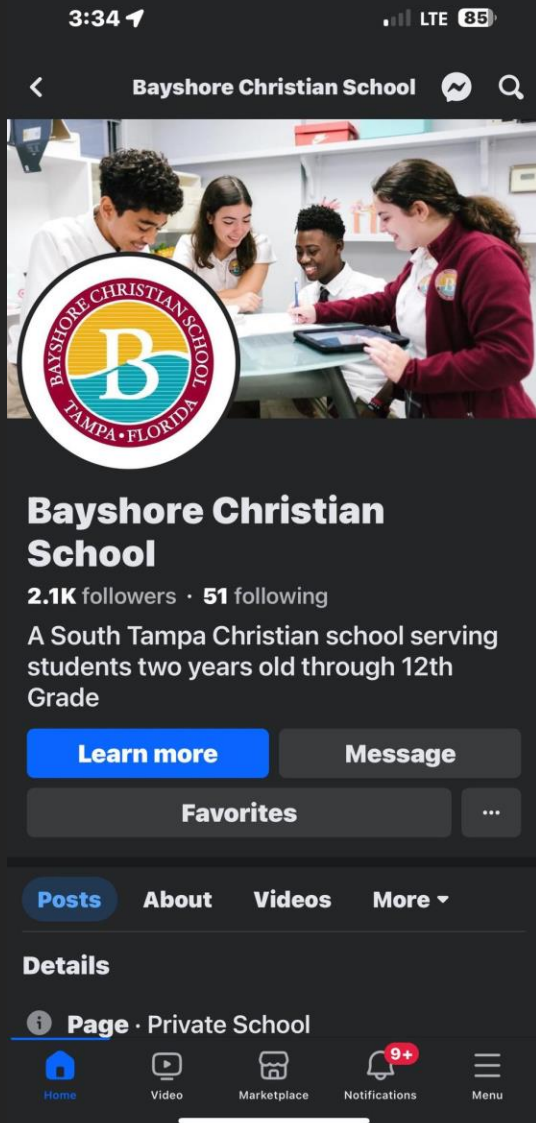 3:34
LTE 85
Bayshore Christian School
BAYSHORE CHRISTIAN SCHOOL
B
TAMPA • FLORIDA
Bayshore Christian
School
2.1K followers · 51 following
A South Tampa Christian school serving
students two years old through 12th
Grade
Learn more
Message
Favorites
...
Posts
About
Videos
More
Details
Page · Private School
9+
Home
Video
Marketplace
Notifications
Menu